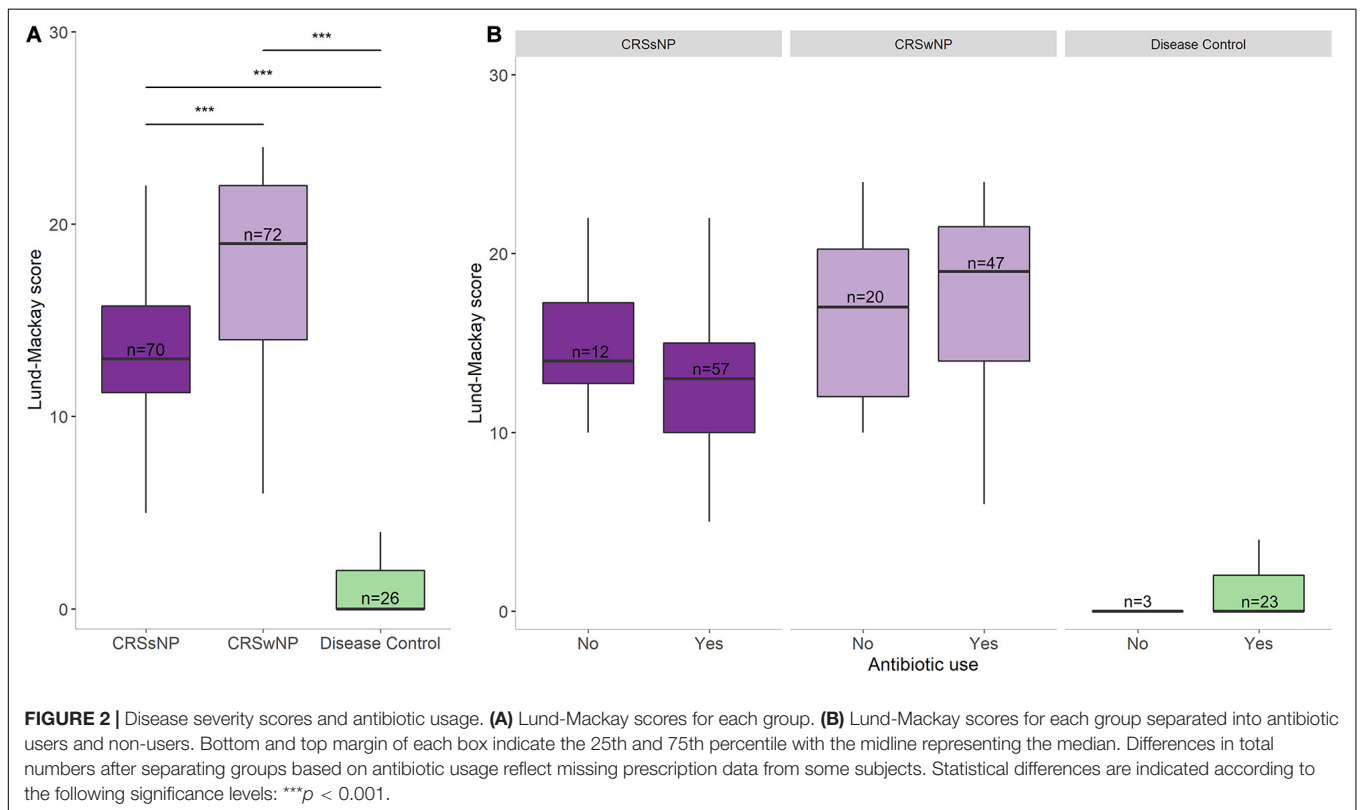 A
30
20
10
0
Lund-Mackay score
***
***
***
n=70
n=72
n=26
CRSsNP CRSwNP Disease Control
B
CRSsNP CRSwNP Disease Control
30
20
10
0
Lund-Mackay score
n=12
n=57
n=20
n=47
n=3
n=23
No Yes No Yes No Yes
Antibiotic use
FIGURE 2 | Disease severity scores and antibiotic usage. (A) Lund-Mackay scores for each group. (B) Lund-Mackay scores for each group separated into antibiotic
users and non-users. Bottom and top margin of each box indicate the 25th and 75th percentile with the midline representing the median. Differences in total
numbers after separating groups based on antibiotic usage reflect missing prescription data from some subjects. Statistical differences are indicated according to
the following significance levels: ***p < 0.001.